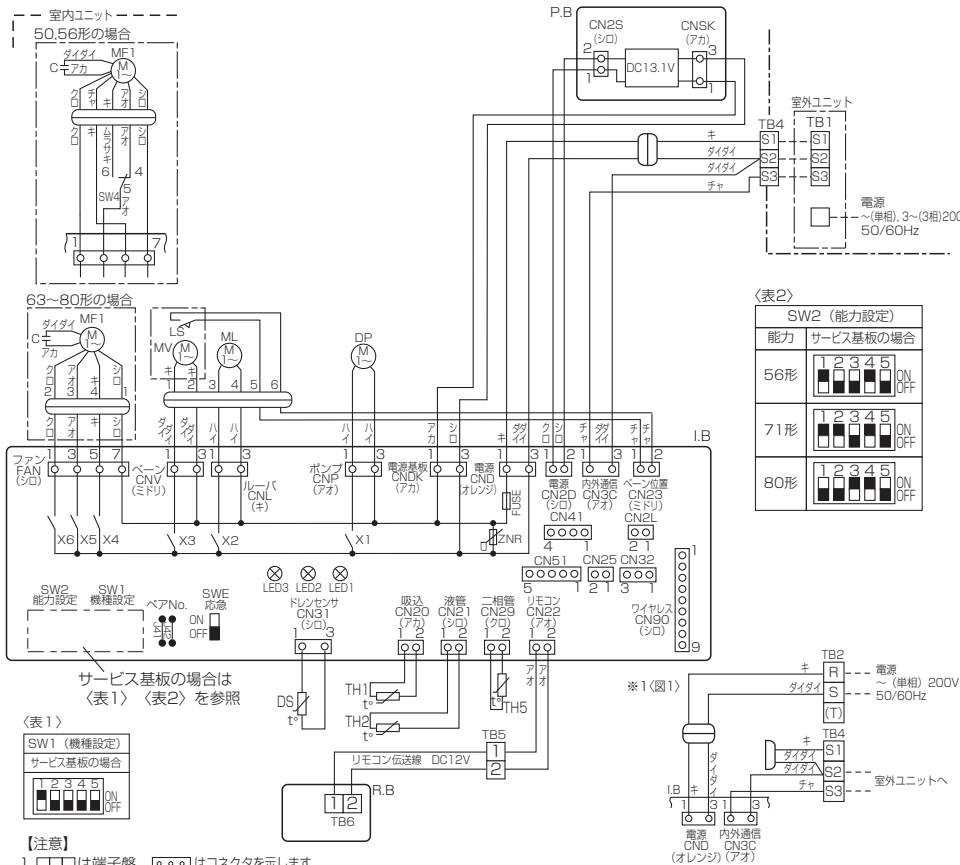 室内ユニット
50,56形の場合
ダイダイ
MF1
C
アカ
M
1~
クロ
チャ
キ
アオ
シロ
クロ
キ
ムラサキ
アオ
シロ
6
4
5
SW4
アオ
1
7
P.B
CN2S
(シロ)
CNSK
(アカ)
2
1
DC13.1V
3
1
室外ユニット
TB4
TB1
キ
ダイダイ
ダイダイ
チャ
S1
S2
S3
S1
S2
S3
電源
~(単相), 3~(3相)200
50/60Hz
63~80形の場合
ダイダイ
MF1
C
アカ
M
1~
クロ
アオ
キ
シロ
2
3
4
1
クロ
アオ
キ
シロ
LS
MV
M
1~
ML
M
1~
キ
キ
1
2
3
4
5
6
ダイダイ
ダイダイ
ハイ
ハイ
DP
M
1~
ハイ
ハイ
アカ
シロ
キ
ダイダイ
クロ
シロ
チャ
ダイダイ
チャ
チャ
I.B
ファン
FAN
(シロ)
1
3
5
7
ベーン
CNV
(ミドリ)
1
3
ルーバ
CNL
(キ)
1
3
ポンプ
CNP
(アオ)
1
3
電源基板
CNDK
(アカ)
1
3
電源
CND
(オレンジ)
1
3
電源
CN2D
(シロ)
1
2
内外通信
CN3C
(アオ)
1
3
ベーン位置
CN23
(ミドリ)
1
2
FUSE
U
ZNR
X6
X5
X4
X3
X2
X1
CN41
4
1
CN2L
2
1
CN51
5
1
CN25
2
1
CN32
3
1
ワイヤレス
CN90
(シロ)
1
9
LED3
LED2
LED1
SW2
能力設定
SW1
機種設定
ペアNo.
J41
J42
SWE
応急
ON
OFF
ドレンセンサ
CN31
(シロ)
1
3
吸込
CN20
(アカ)
1
2
液管
CN21
(シロ)
1
2
二相管
CN29
(クロ)
1
2
リモコン
CN22
(アオ)
1
2
サービス基板の場合は
〈表1〉 〈表2〉 を参照
DS
t°
TH1
t°
TH2
t°
t°
TH5
アオ
アオ
TB5
1
2
リモコン伝送線 DC12V
R.B
1
2
TB6
〈表2〉
SW2(能力設定)
能力
サービス基板の場合
56形
1 2 3 4 5
ON
OFF
71形
1 2 3 4 5
ON
OFF
80形
1 2 3 4 5
ON
OFF
〈表1〉
SW1(機種設定)
サービス基板の場合
1 2 3 4 5
ON
OFF
※1〈図1〉
TB2
キ
R
ダイダイ
S
(T)
電源
~ (単相) 200V
50/60Hz
TB4
キ
ダイダイ
ダイダイ
チャ
S1
S2
S3
室外ユニットへ
キ
ダイダイ
I.B
1
3
1
3
電源
CND
(オレンジ)
内外通信
CN3C
(アオ)
【注意】
1. は端子盤、 はコネクタを示します。